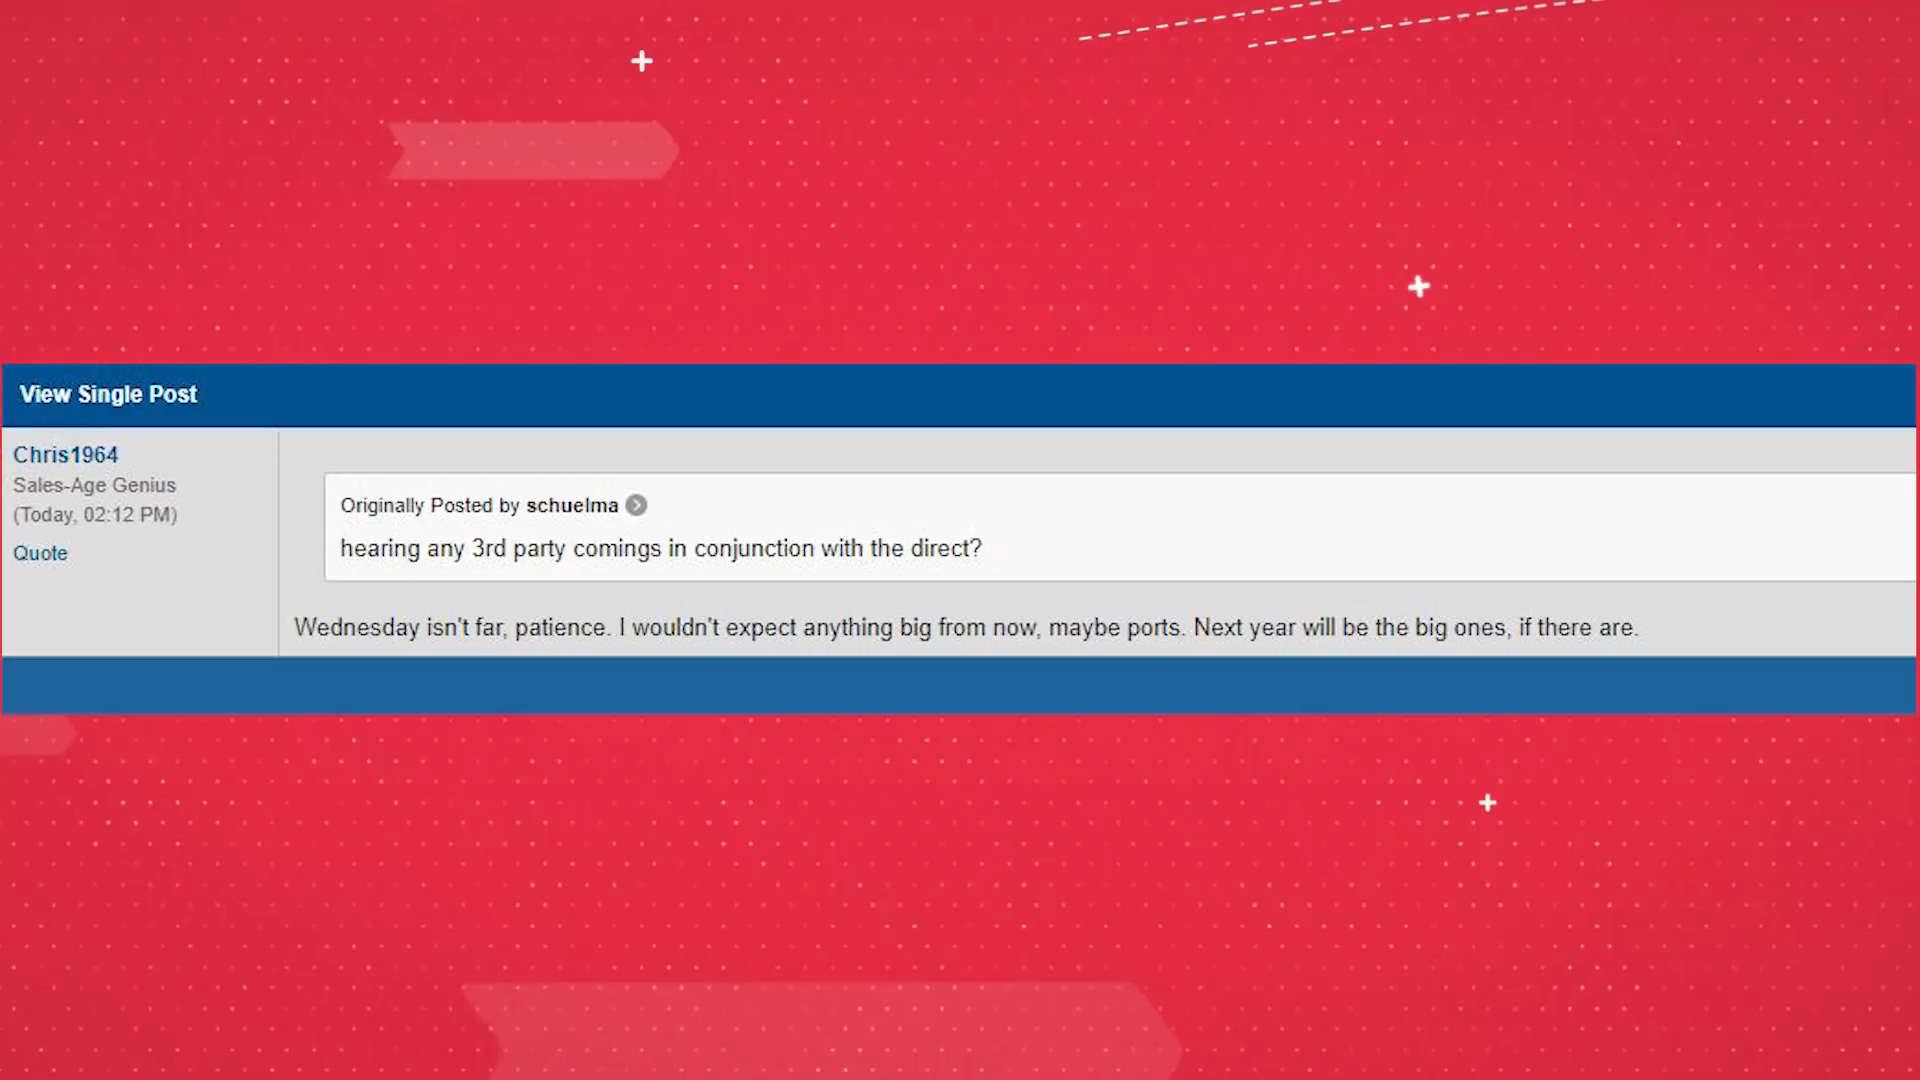 View Single Post
Chris1964
Sales-Age Genius
(Today, 02:12 PM)
Quote
Originally Posted by schuelma
hearing any 3rd party comings in conjunction with the direct?
Wednesday isn't far, patience. I wouldn't expect anything big from now, maybe ports. Next year will be the big ones, if there are.